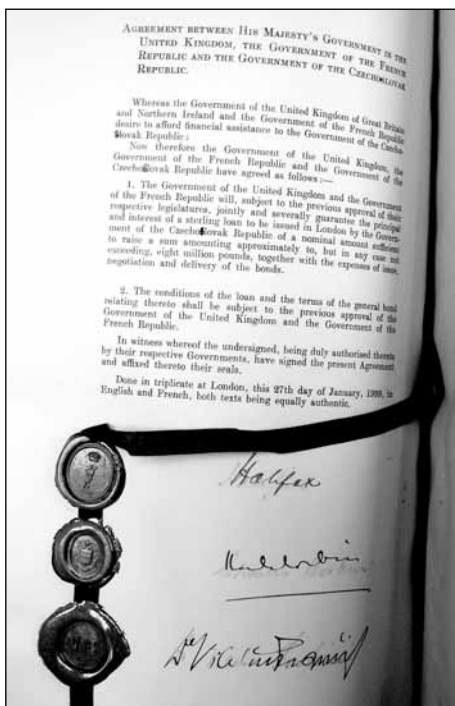 AGREEMENT BETWEEN HIS MAJESTY'S GOVERNMENT IN THE
UNITED KINGDOM, THE GOVERNMENT OF THE FRENCH
REPUBLIC AND THE GOVERNMENT OF THE CZECHOSLOVAK
REPUBLIC.
Whereas the Government of the United Kingdom of Great Britain
and Northern Ireland and the Government of the French Republic
desire to afford financial assistance to the Government of the Czecho-
Slovak Republic:
Now therefore the Government of the United Kingdom, the
Government of the French Republic and the Government of the
CzechoSlovak Republic have agreed as follows:—
1. The Government of the United Kingdom and the Government
of the French Republic will, subject to the previous approval of their
respective legislatures, jointly and severally guarantee the principal
and interest of a sterling loan to be issued in London by the Govern-
ment of the CzechoSlovak Republic of a nominal amount sufficient
to raise a sum amounting approximately to, but in any case not
exceeding, eight million pounds, together with the expenses of issue,
negotiation and delivery of the bonds.
2. The conditions of the loan and the terms of the general bond
relating thereto shall be subject to the previous approval of the
Government of the United Kingdom and the Government of the
French Republic.
In witness whereof the undersigned, being duly authorised thereto
by their respective Governments, have signed the present Agreement
and affixed thereto their seals.
Done in triplicate at London, this 27th day of January, 1939, in
English and French, both texts being equally authentic.
Halifax